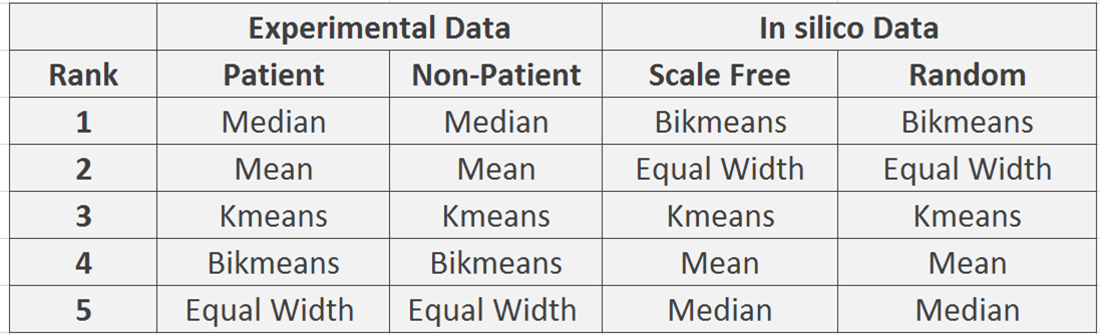 Experimental Data In silico Data
Rank Patient Non-Patient Scale Free Random
1 Median Median Bikmeans Bikmeans
2 Mean Mean Equal Width Equal Width
3 Kmeans Kmeans Kmeans Kmeans
4 Bikmeans Bikmeans Mean Mean
5 Equal Width Equal Width Median Median